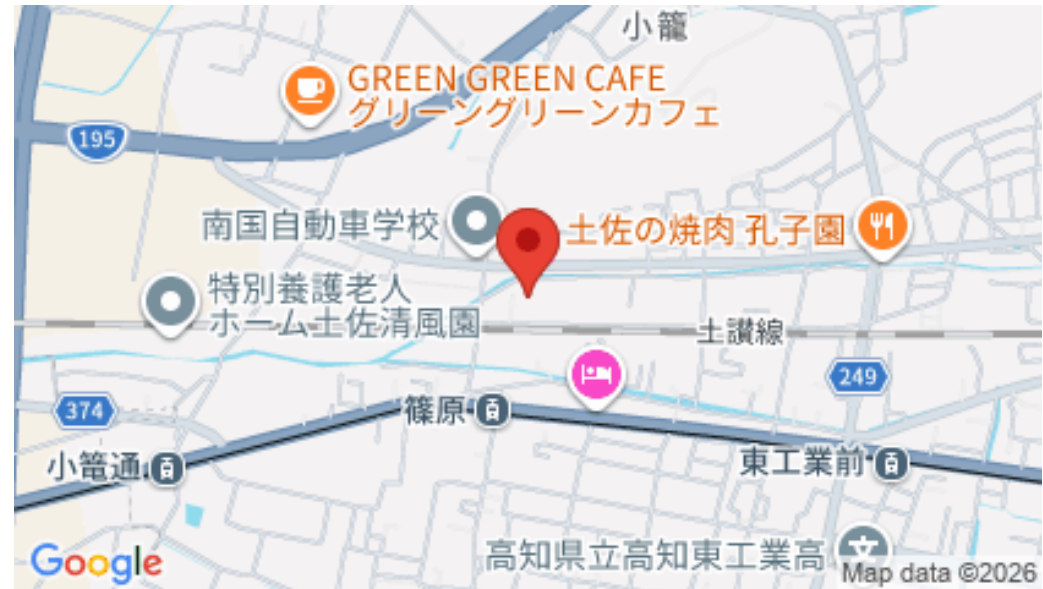 小籠
GREEN GREEN CAFE
グリーングリーンカフェ
195
南国自動車学校
土佐の焼肉 孔子園
特別養護老人
ホーム土佐清風園
土讃線
249
374
篠原
小篭通
東工業前
高知県立高知東工業高
文
Google
Map data ©2026